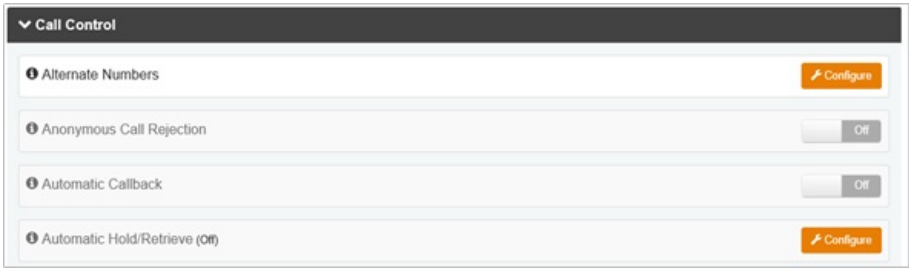 Call Control
Alternate Numbers Configure
Anonymous Call Rejection Off
Automatic Callback Off
Automatic Hold/Retrieve (Off) Configure